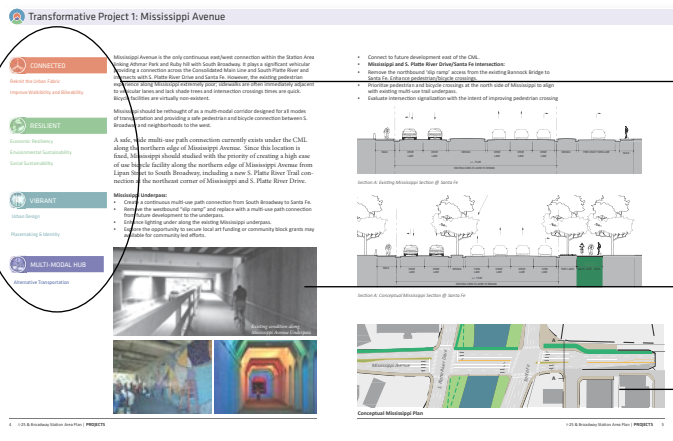 Transformative Project 1: Mississippi Avenue
CONNECTED
Restitch the Urban Fabric
Improve Walkability and Bikeability
RESILIENT
Economic Resiliency
Environmental Sustainability
Social Sustainability
VIBRANT
Urban Design
Placemaking & Identity
MULTI-MODAL HUB
Alternative Transportation
Mississippi Avenue is the only continuous east/west connection within the Station Area
linking Athmar Park and Ruby hill with South Broadway. It plays a significant vehicular
providing a connection across the Consolidated Main Line and South Platte River and
intersects with S. Platte River Drive and Santa Fe. However, the existing pedestrian
experience along Mississippi extremely poor; sidewalks are often immediately adjacent
to vehicular lanes and lack shade trees and intersection crossings times are quick.
Bicycle facilities are virtually non-existent.
Mississippi should be rethought of as a multi-modal corridor designed for all modes
of transportation and providing a safe pedestrian and bicycle connection between S.
Broadway and neighborhoods to the west.
A safe, wide multi-use path connection currently exists under the CML
along the northern edge of Mississippi Avenue. Since this location is
fixed, Mississippi should studied with the priority of creating a high ease
of use bicycle facility along the northern edge of Mississippi Avenue from
Lipan Street to South Broadway, including a new S. Platte River Trail con-
nection at the northeast corner of Mississippi and S. Platte River Drive.
Mississippi Underpass:
• Create a continuous multi-use path connection from South Broadway to Santa Fe.
• Remove the westbound "slip ramp" and replace with a multi-use path connection
from future development to the underpass.
• Enhance lighting under along the existing Mississippi underpass.
• Explore the opportunity to secure local art funding or community block grants may
available for community led efforts.
Existing condition along
Mississippi Avenue Underpass
4 I-25 & Broadway Station Area Plan | PROJECTS
• Connect to future development east of the CML.
• Mississippi and S. Platte River Drive/Santa Fe Intersection:
• Remove the northbound 'slip ramp' access from the existing Bannock Bridge to
Santa Fe. Enhance pedestrian/bicycle crossings.
• Prioritize pedestrian and bicycle crossings at the north side of Mississippi to align
with existing multi-use trail underpass.
• Evaluate intersection signalization with the intent of improving pedestrian crossing
Section A: Existing Mississippi Section @ Santa Fe
Section A: Conceptual Mississippi Section @ Santa Fe
Mississippi Avenue
S. Platte River Drive
Santa Fe
A
A
Conceptual Mississippi Plan
I-25 & Broadway Station Area Plan | PROJECTS 5